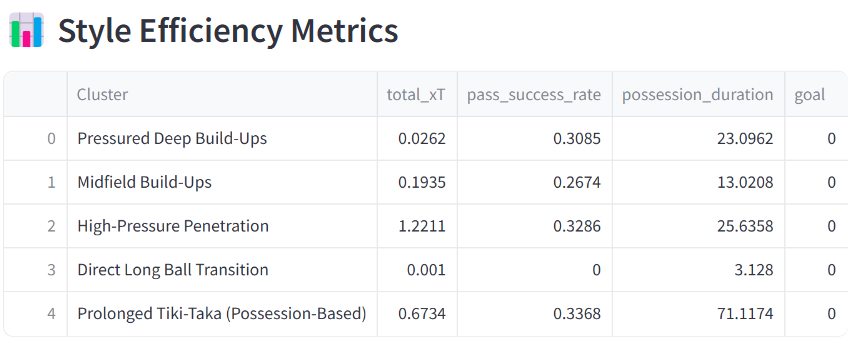 Style Efficiency Metrics
Cluster total_xT pass_success_rate possession_duration goal
0 Pressured Deep Build-Ups 0.0262 0.3085 23.0962 0
1 Midfield Build-Ups 0.1935 0.2674 13.0208 0
2 High-Pressure Penetration 1.2211 0.3286 25.6358 0
3 Direct Long Ball Transition 0.001 0 3.128 0
4 Prolonged Tiki-Taka (Possession-Based) 0.6734 0.3368 71.1174 0